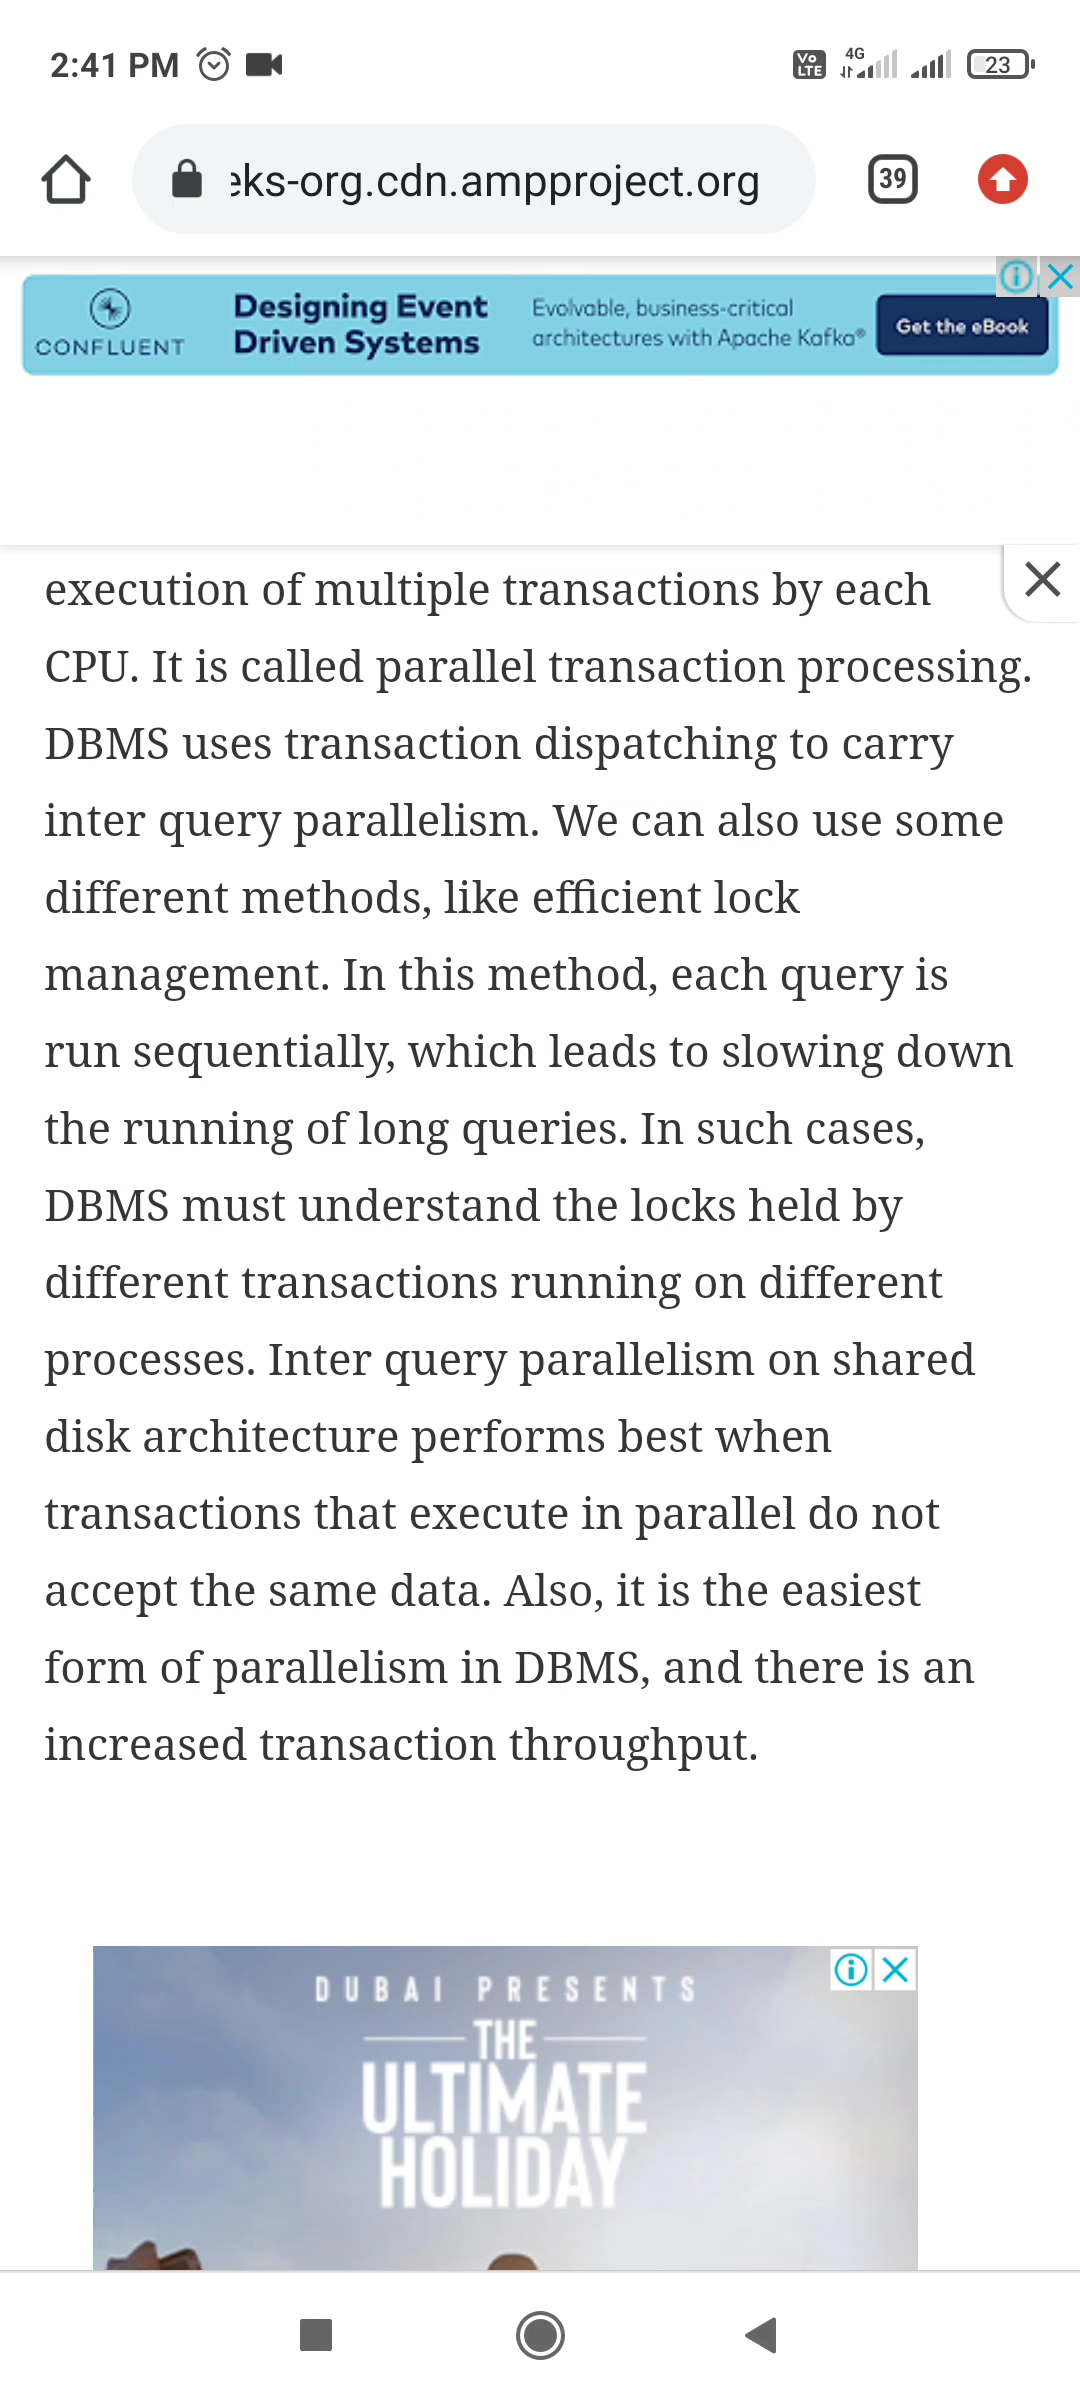 2:41 PM
Vo LTE 4G 23
eks-org.cdn.ampproject.org
39
CONFLUENT
Designing Event
Driven Systems
Evolvable, business-critical
architectures with Apache Kafka®
Get the eBook
execution of multiple transactions by each
CPU. It is called parallel transaction processing.
DBMS uses transaction dispatching to carry
inter query parallelism. We can also use some
different methods, like efficient lock
management. In this method, each query is
run sequentially, which leads to slowing down
the running of long queries. In such cases,
DBMS must understand the locks held by
different transactions running on different
processes. Inter query parallelism on shared
disk architecture performs best when
transactions that execute in parallel do not
accept the same data. Also, it is the easiest
form of parallelism in DBMS, and there is an
increased transaction throughput.
DUBAI PRESENTS
THE
ULTIMATE
HOLIDAY